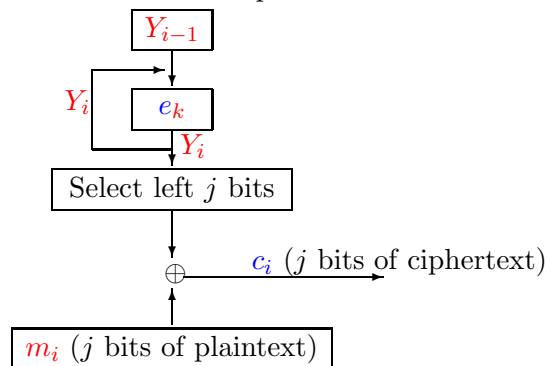 Y_{i−1}
Y_i
e_k
Y_i
Select left j bits
c_i (j bits of ciphertext)
⊕
m_i (j bits of plaintext)